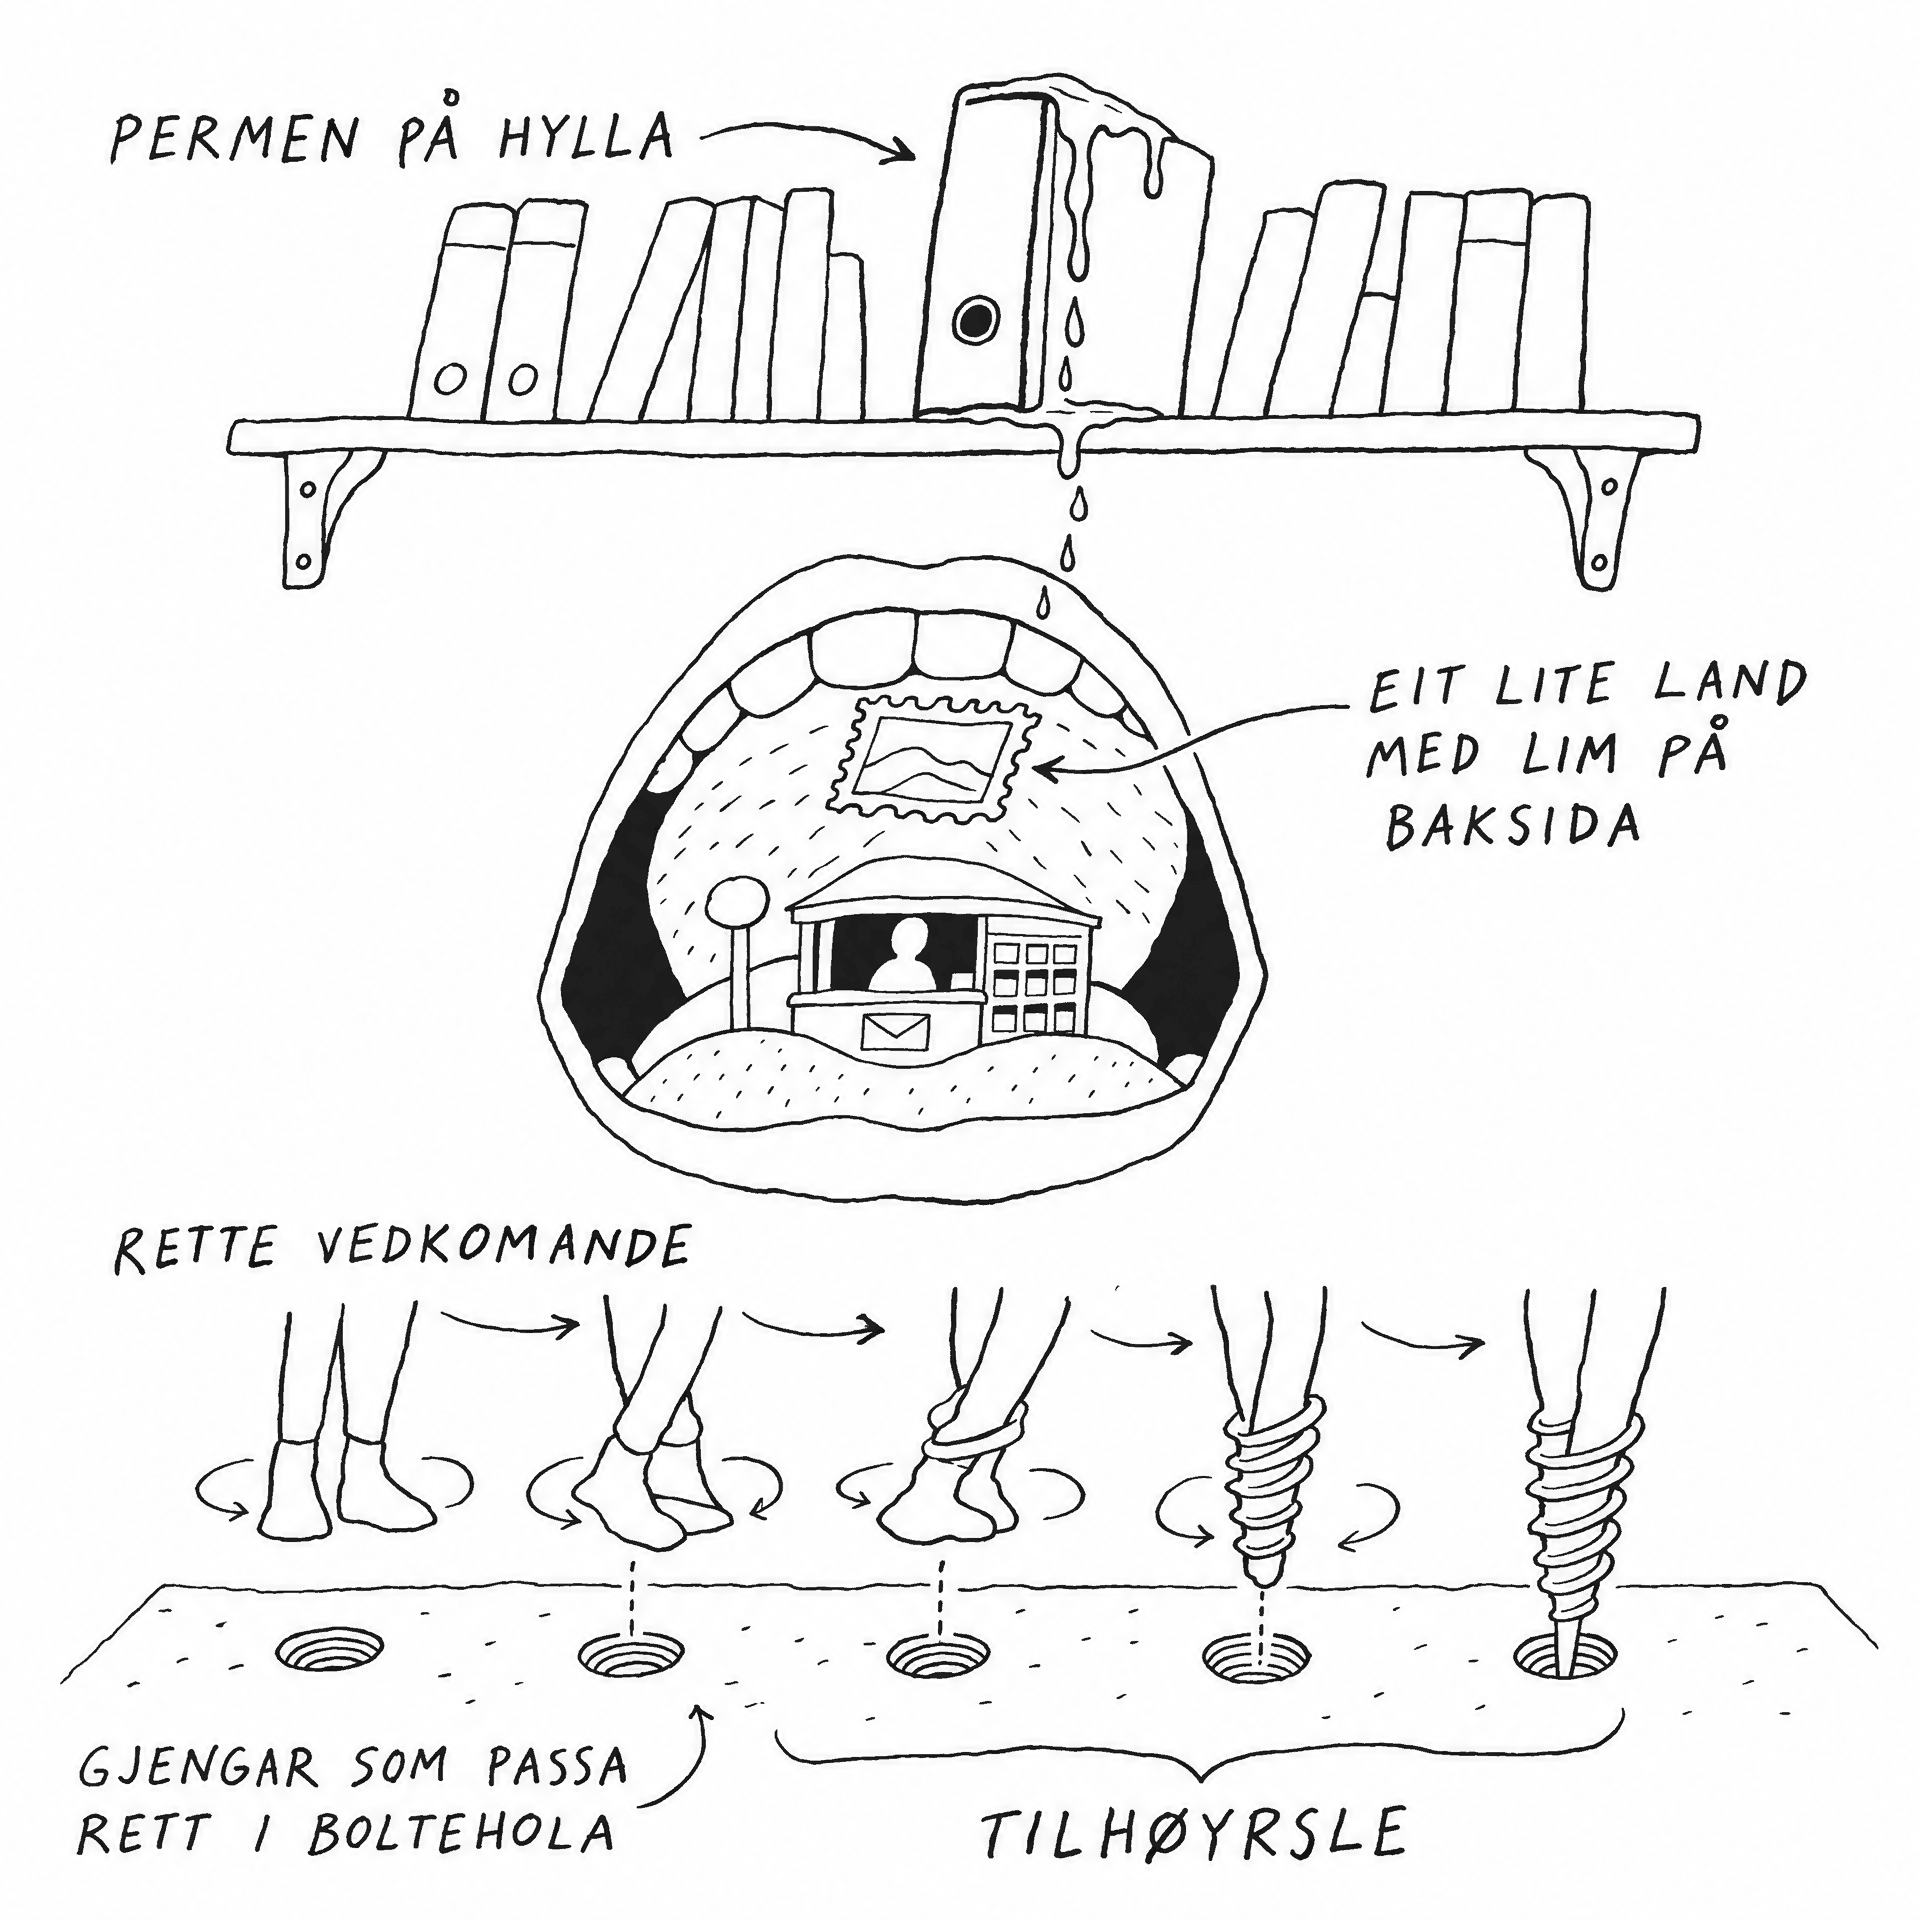 PERMEN PÅ HYLLA
EIT LITE LAND
MED LIM PÅ
BAKSIDA
RETTE VEDKOMANDE
GJENGAR SOM PASSA
RETT I BOLTEHOLA
TILHØYRSLE